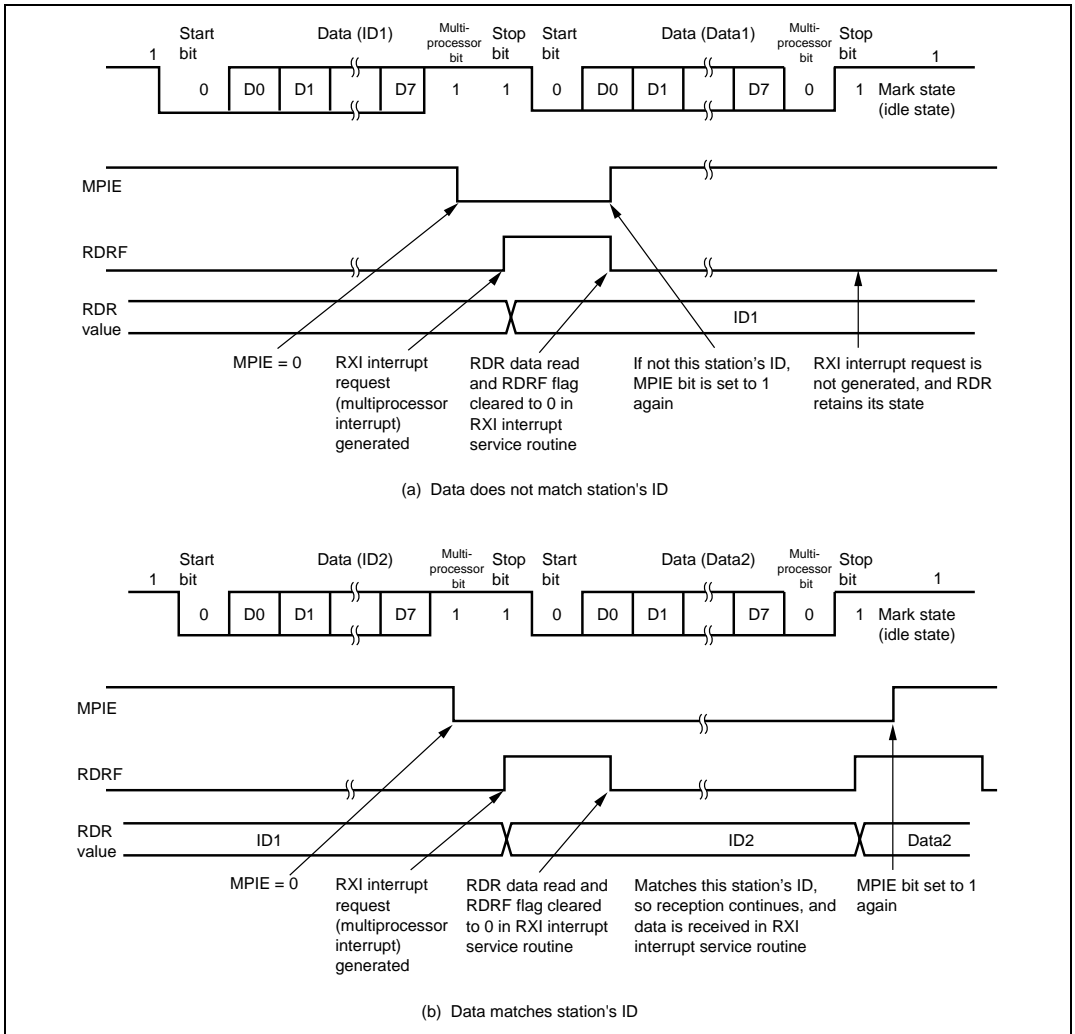 Start bit
Data (ID1)
Multi-processor bit
Stop bit
Start bit
Data (Data1)
Multi-processor bit
Stop bit
1
1
0 D0 D1 D7 1 1 0 D0 D1 D7 0 1 Mark state (idle state)
MPIE
RDRF
RDR value
ID1
MPIE = 0
RXI interrupt
request
(multiprocessor
interrupt)
generated
RDR data read
and RDRF flag
cleared to 0 in
RXI interrupt
service routine
If not this station's ID,
MPIE bit is set to 1
again
RXI interrupt request is
not generated, and RDR
retains its state
(a) Data does not match station's ID
Start bit
Data (ID2)
Multi-processor bit
Stop bit
Start bit
Data (Data2)
Multi-processor bit
Stop bit
1
1
0 D0 D1 D7 1 1 0 D0 D1 D7 0 1 Mark state (idle state)
MPIE
RDRF
RDR value
ID1
ID2
Data2
MPIE = 0
RXI interrupt
request
(multiprocessor
interrupt)
generated
RDR data read and
RDRF flag cleared
to 0 in RXI interrupt
service routine
Matches this station's ID,
so reception continues, and
data is received in RXI
interrupt service routine
MPIE bit set to 1
again
(b) Data matches station's ID